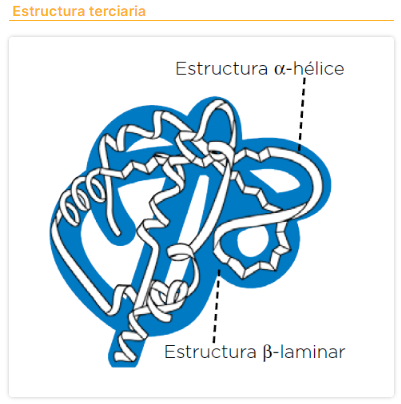 Estructura terciaria
Estructura α-hélice
Estructura β-laminar